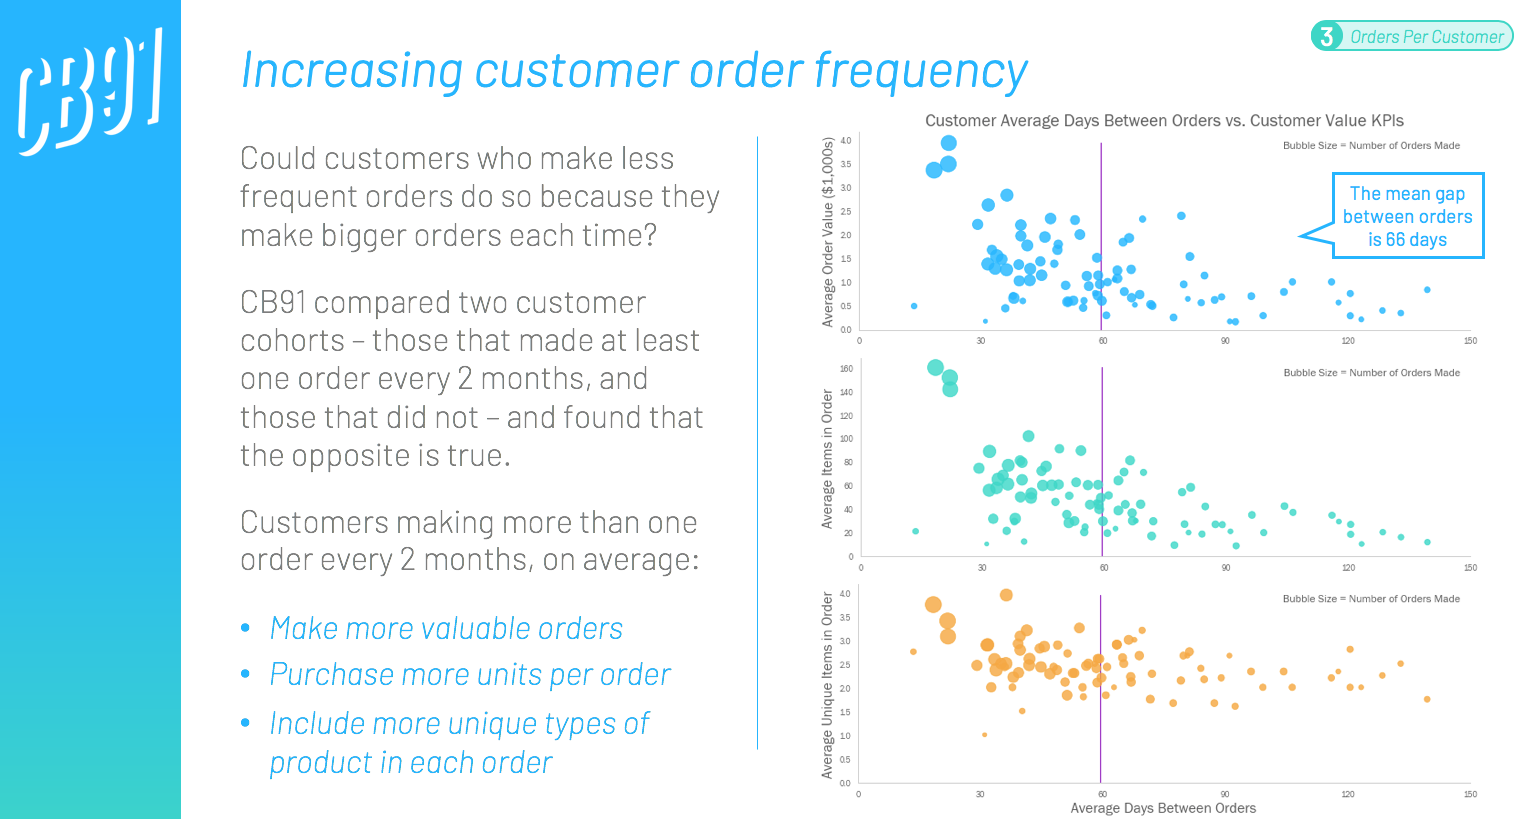 CB91
3 Orders Per Customer
Increasing customer order frequency
Could customers who make less
frequent orders do so because they
make bigger orders each time?
CB91 compared two customer
cohorts – those that made at least
one order every 2 months, and
those that did not – and found that
the opposite is true.
Customers making more than one
order every 2 months, on average:
• Make more valuable orders
• Purchase more units per order
• Include more unique types of
product in each order
Customer Average Days Between Orders vs. Customer Value KPIs
Bubble Size = Number of Orders Made
The mean gap
between orders
is 66 days
Average Order Value ($1,000s)
4.0
3.5
3.0
2.5
2.0
1.5
1.0
0.5
0.0
0 30 60 90 120 150
Bubble Size = Number of Orders Made
Average Items in Order
160
140
120
100
80
60
40
20
0
0 30 60 90 120 150
Bubble Size = Number of Orders Made
Average Unique Items in Order
4.0
3.5
3.0
2.5
2.0
1.5
1.0
0.5
0.0
0 30 60 90 120 150
Average Days Between Orders